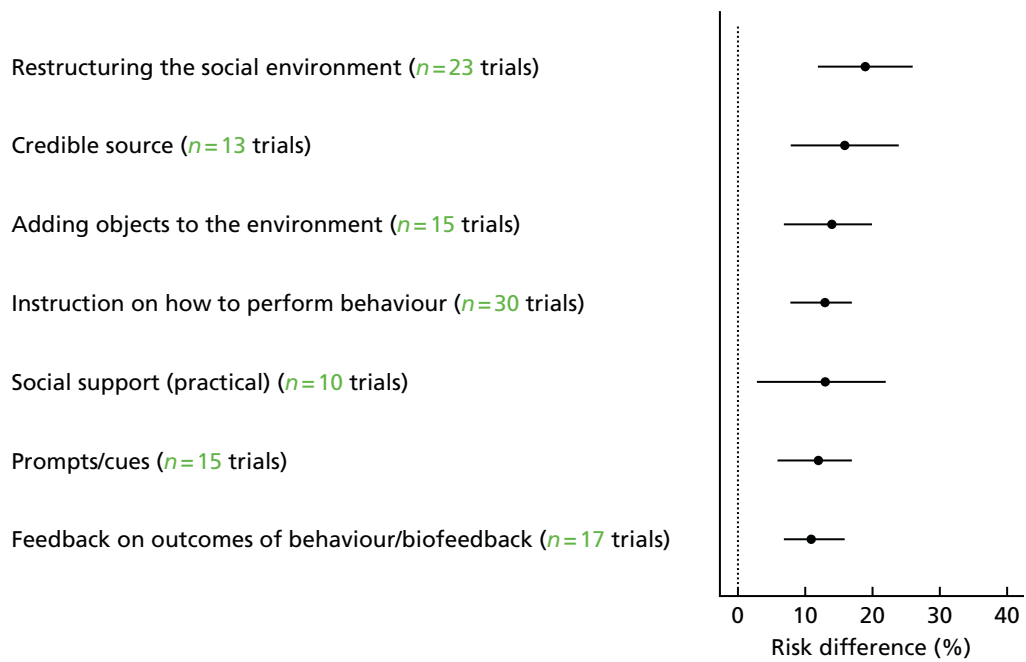 Restructuring the social environment (n=23 trials)
Credible source (n=13 trials)
Adding objects to the environment (n=15 trials)
Instruction on how to perform behaviour (n=30 trials)
Social support (practical) (n=10 trials)
Prompts/cues (n=15 trials)
Feedback on outcomes of behaviour/biofeedback (n=17 trials)
0 10 20 30 40
Risk difference (%)